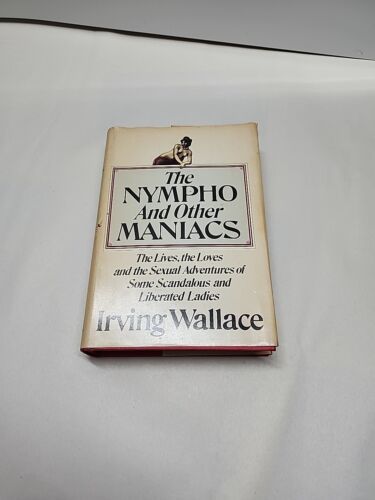 The
NYMPHO
And Other
MANIACS
The Lives, the Loves
and the Sexual Adventures of
Some Scandalous and
Liberated Ladies
Irving Wallace